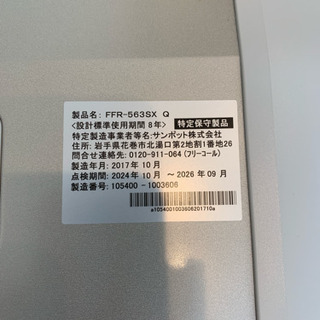 製品名: FFR-563SX Q
<設計標準使用期間 8年> 特定保守製品
特定製造事業者等名: サンポット株式会社
住所: 岩手県花巻市北湯口第2地割1番地26
問合せ連絡先: 0120-911-064 (フリーコール)
製造年月: 2017年 10月
点検期間: 2024年 10月 ~ 2026年 09月
製造番号: 105400 -1003606
a1054001003606201710a